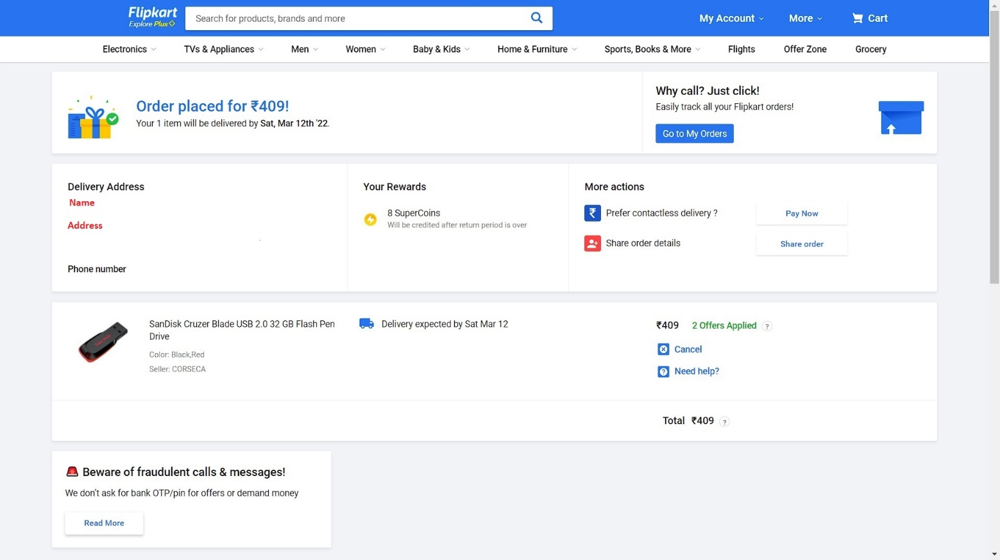 Flipkart
Explore Plus
Search for products, brands and more
My Account
More
Cart
Electronics
TVs & Appliances
Men
Women
Baby & Kids
Home & Furniture
Sports, Books & More
Flights
Offer Zone
Grocery
Order placed for ₹409!
Your 1 item will be delivered by Sat, Mar 12th '22.
Why call? Just click!
Easily track all your Flipkart orders!
Go to My Orders
Delivery Address
Name
Address
Phone number
Your Rewards
8 SuperCoins
Will be credited after return period is over
More actions
₹ Prefer contactless delivery ?
Pay Now
Share order details
Share order
SanDisk
SanDisk Cruzer Blade USB 2.0 32 GB Flash Pen
Drive
Color: Black,Red
Seller: CORSECA
Delivery expected by Sat Mar 12
₹409 2 Offers Applied ?
Cancel
? Need help?
Total ₹409 ?
Beware of fraudulent calls & messages!
We don't ask for bank OTP/pin for offers or demand money
Read More